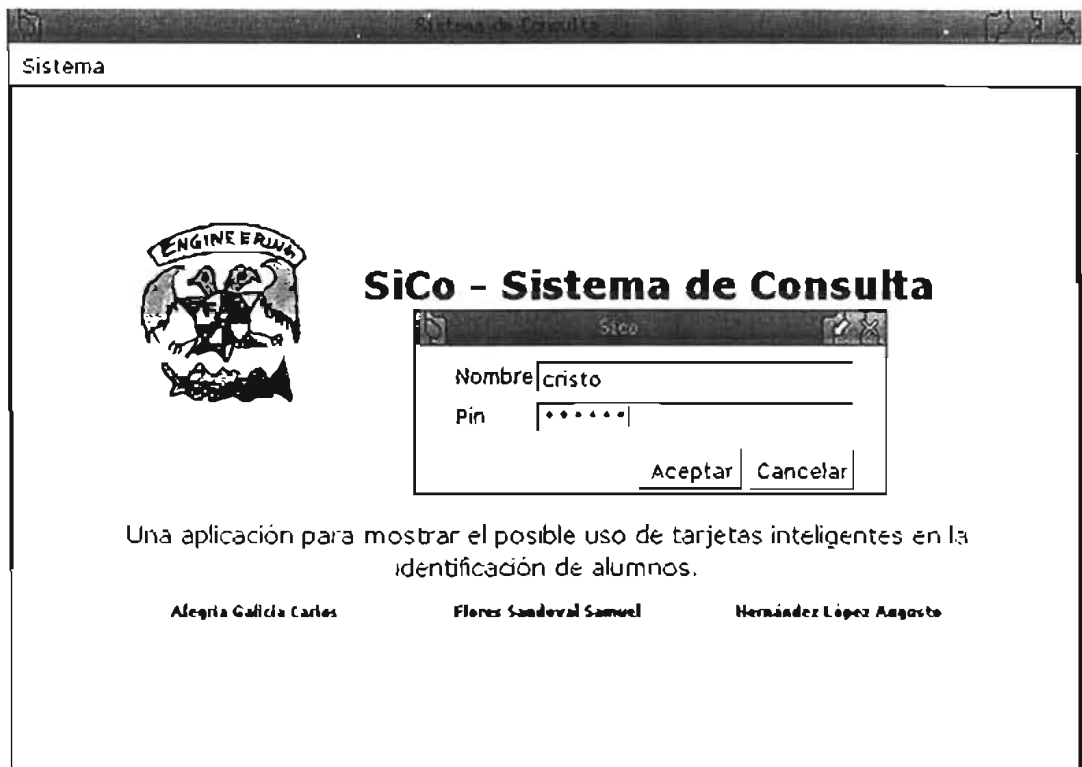 Sistema de Consulta
Sistema
ENGINEERING
SiCo - Sistema de Consulta
Sico
Nombre cristo
Pin ••••••
Aceptar Cancelar
Una aplicación para mostrar el posible uso de tarjetas inteligentes en la
identificación de alumnos.
Alegria Galicia Carlos Flores Sandoval Samuel Hernández López Augusto